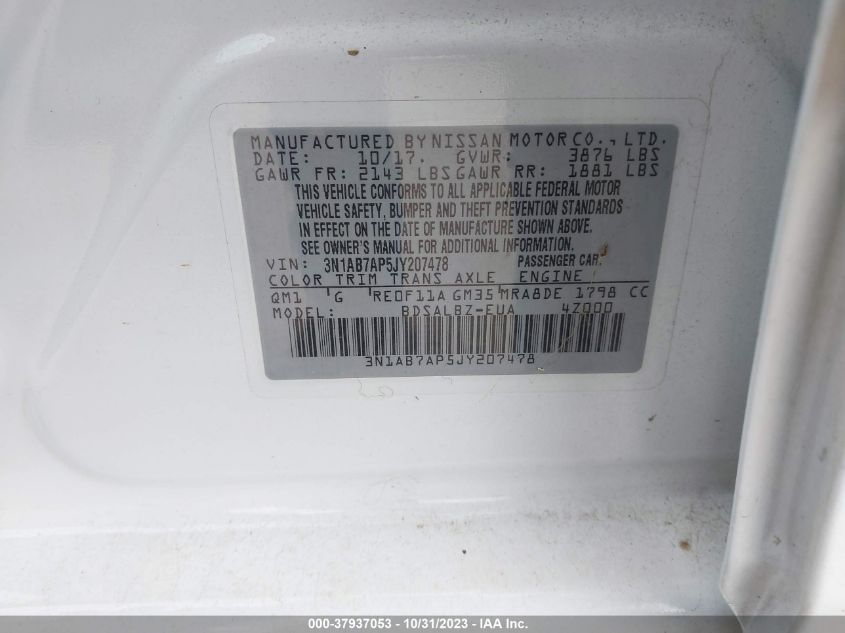 MANUFACTURED BY NISSAN MOTOR CO., LTD.
DATE: 10/17. GVWR: 3876 LBS
GAWR FR: 2143 LBS GAWR RR: 1881 LBS
THIS VEHICLE CONFORMS TO ALL APPLICABLE FEDERAL MOTOR
VEHICLE SAFETY, BUMPER AND THEFT PREVENTION STANDARDS
IN EFFECT ON THE DATE OF MANUFACTURE SHOWN ABOVE.
SEE OWNER'S MANUAL FOR ADDITIONAL INFORMATION.
VIN: 3N1AB7AP5JY207478 PASSENGER CAR.
COLOR TRIM TRANS AXLE ENGINE
QM1 G RE0F11A GM35 MRA8DE 1798 CC
MODEL: BDSALBZ-EUA 4Z000
3N1AB7AP5JY207478
000-37937053 - 10/31/2023 - IAA Inc.